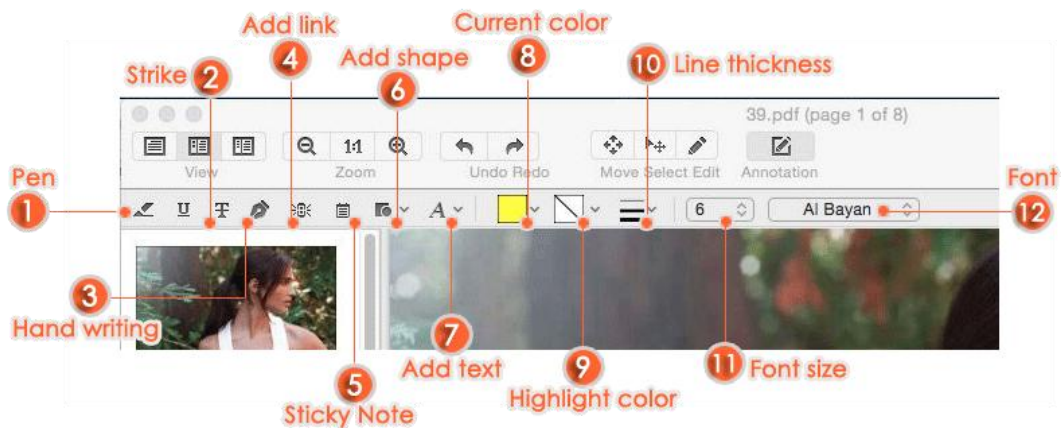 Add link
4
Current color
8
Strike 2
Add shape
6
10 Line thickness
39.pdf (page 1 of 8)
1:1
View
Zoom
Undo Redo
Move Select Edit
Annotation
Pen
1
Font
12
U T A 6 Al Bayan
3
Hand writing
7
Add text
5
Sticky Note
9
Highlight color
11 Font size